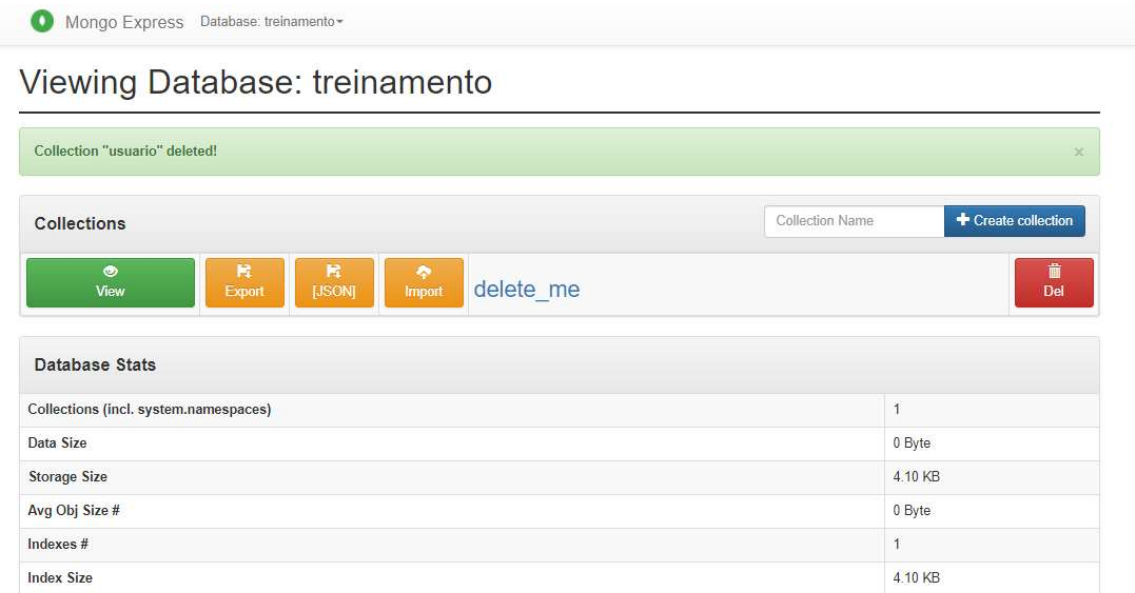 Mongo Express Database: treinamento
Viewing Database: treinamento
Collection "usuario" deleted! ×
Collections Collection Name Create collection
View Export [JSON] Import delete_me Del
Database Stats
Collections (incl. system.namespaces) 1
Data Size 0 Byte
Storage Size 4.10 KB
Avg Obj Size # 0 Byte
Indexes # 1
Index Size 4.10 KB